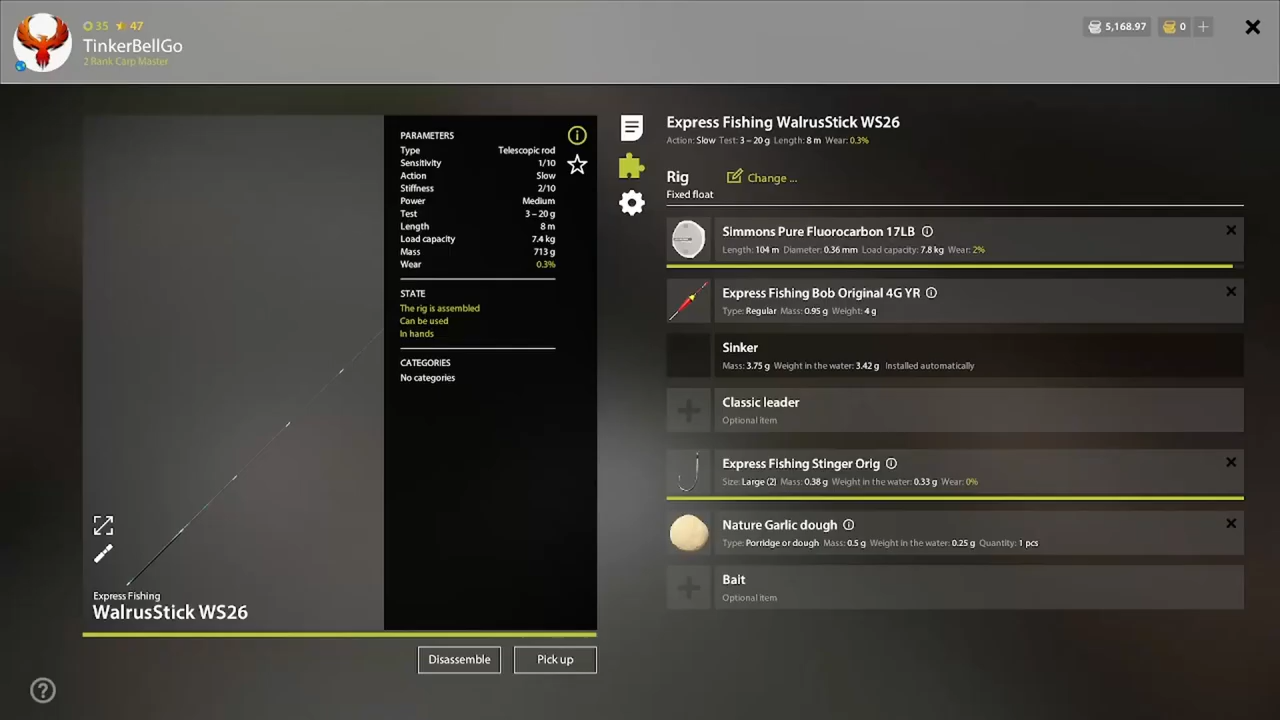 35 47
TinkerBellGo
2 Rank Carp Master
5,168.97 0 +
PARAMETERS
Type Telescopic rod
Sensitivity 1/10
Action Slow
Stiffness 2/10
Power Medium
Test 3 – 20 g
Length 8 m
Load capacity 7.4 kg
Mass 713 g
Wear 0.3%
STATE
The rig is assembled
Can be used
In hands
CATEGORIES
No categories
Express Fishing
WalrusStick WS26
Disassemble Pick up
Express Fishing WalrusStick WS26
Action: Slow Test: 3 – 20 g Length: 8 m Wear: 0.3%
Rig Change ...
Fixed float
Simmons Pure Fluorocarbon 17LB
Length: 104 m Diameter: 0.36 mm Load capacity: 7.8 kg Wear: 2%
Express Fishing Bob Original 4G YR
Type: Regular Mass: 0.95 g Weight: 4 g
Sinker
Mass: 3.75 g Weight in the water: 3.42 g Installed automatically
Classic leader
Optional item
Express Fishing Stinger Orig
Size: Large (2) Mass: 0.38 g Weight in the water: 0.33 g Wear: 0%
Nature Garlic dough
Type: Porridge or dough Mass: 0.5 g Weight in the water: 0.25 g Quantity: 1 pcs
Bait
Optional item